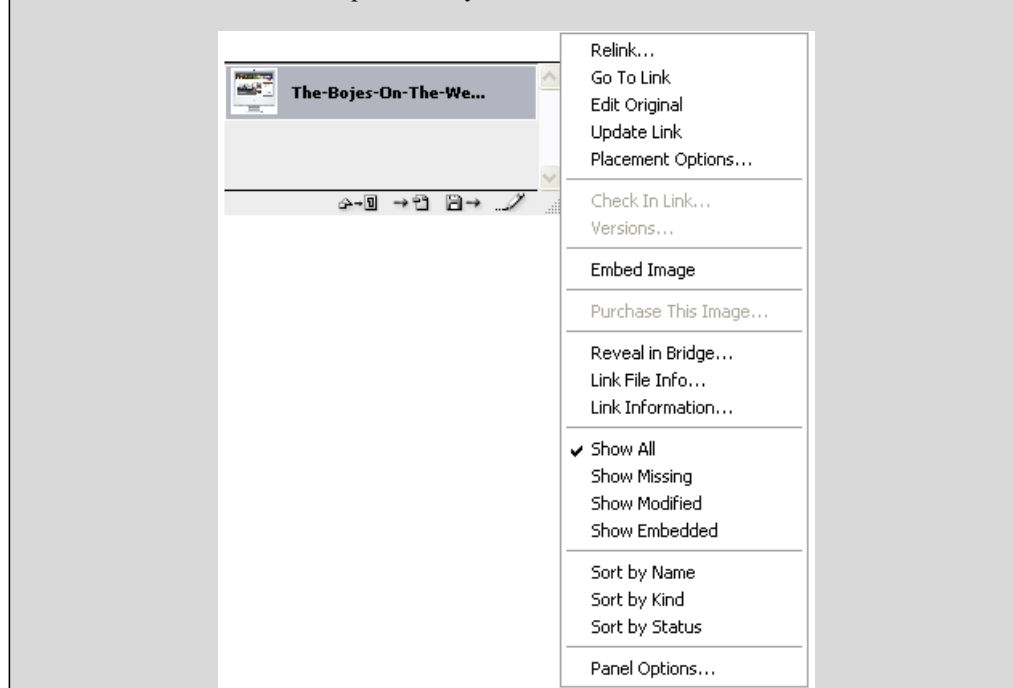 The-Bojes-On-The-We...
Relink...
Go To Link
Edit Original
Update Link
Placement Options...
Check In Link...
Versions...
Embed Image
Purchase This Image...
Reveal in Bridge...
Link File Info...
Link Information...
Show All
Show Missing
Show Modified
Show Embedded
Sort by Name
Sort by Kind
Sort by Status
Panel Options...